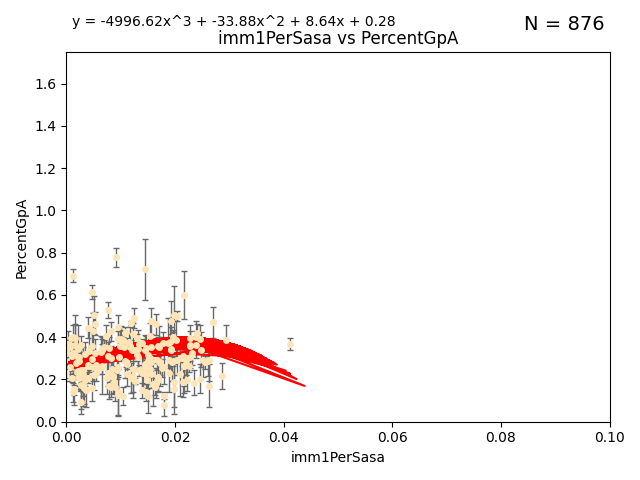 y = -4996.62x^3 + -33.88x^2 + 8.64x + 0.28
N = 876
imm1PerSasa vs PercentGpA
PercentGpA
1.6
1.4
1.2
1.0
0.8
0.6
0.4
0.2
0.0
0.00 0.02 0.04 0.06 0.08 0.10
imm1PerSasa